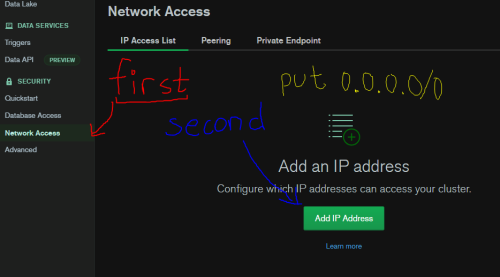 Data Lake
DATA SERVICES
Triggers
Data API PREVIEW
SECURITY
Quickstart
Database Access
Network Access
Advanced
Network Access
IP Access List Peering Private Endpoint
first
put 0.0.0.0/0
second
Add an IP address
Configure which IP addresses can access your cluster.
Add IP Address
Learn more